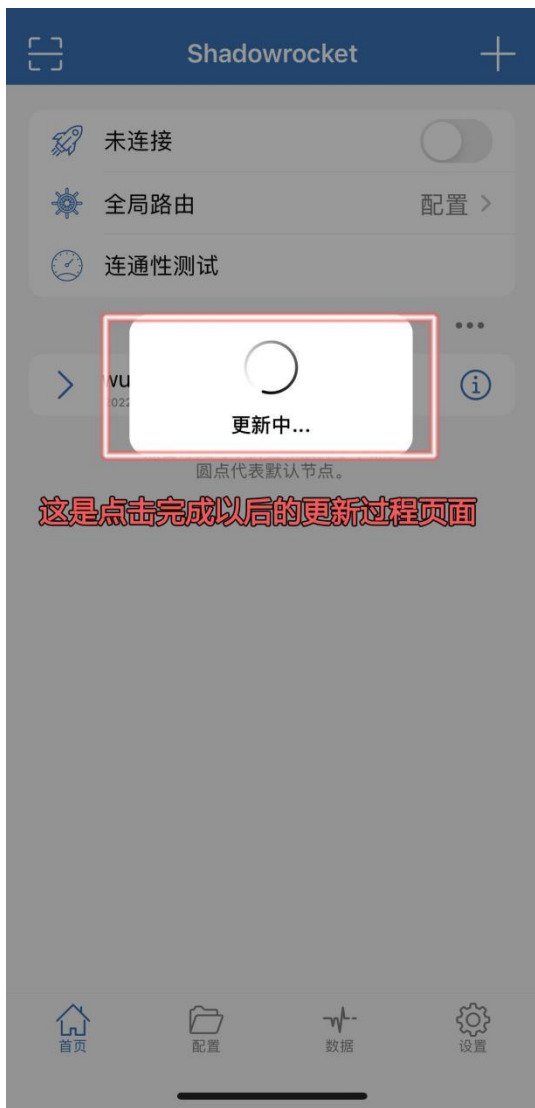 Shadowrocket
未连接
全局路由
配置
连通性测试
更新中...
圆点代表默认节点。
这是点击完成以后的更新过程页面
首页
配置
数据
设置